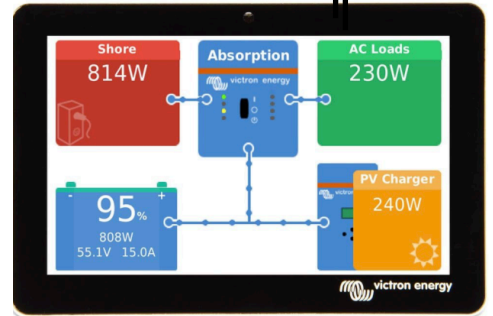 Shore
814W
Absorption
victron energy
AC Loads
230W
- +
95%
808W
55.1V 15.0A
victron
PV Charger
240W
victron energy